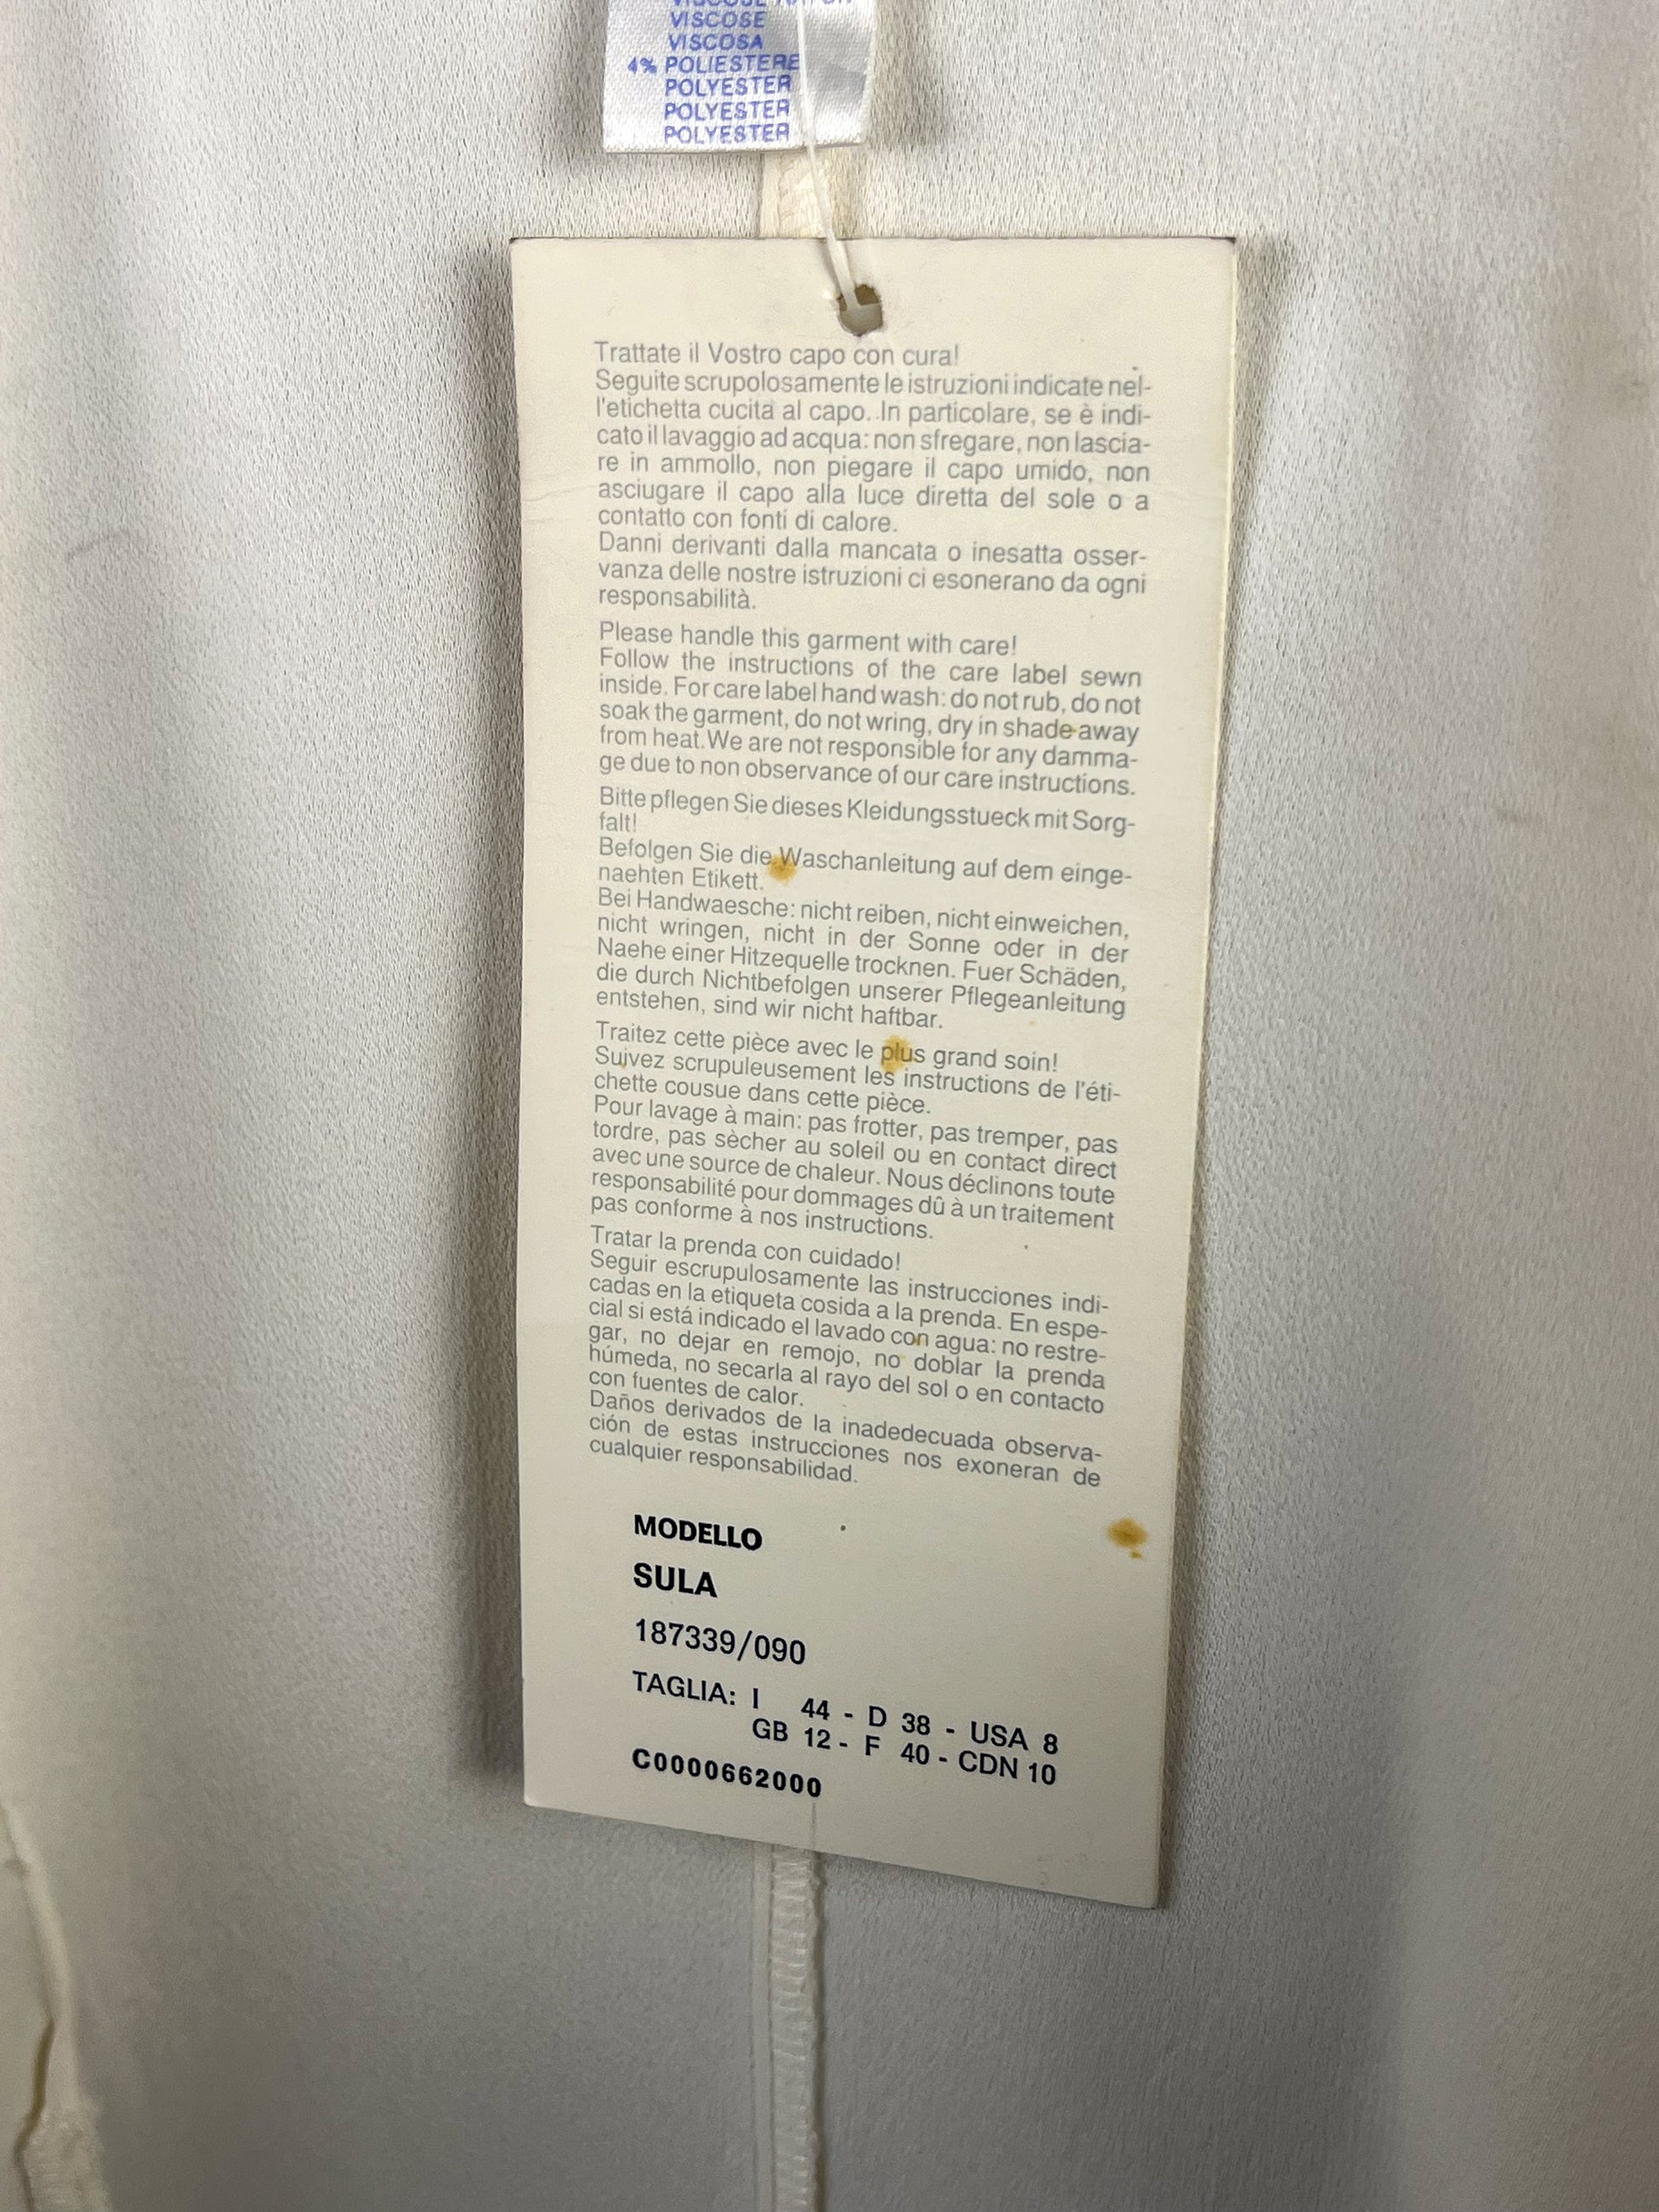 VISCOSE
VISCOSA
4% POLIESTERE
POLYESTER
POLYESTER
POLYESTER
Trattate il Vostro capo con cura!
Seguite scrupolosamente le istruzioni indicate nel-
l'etichetta cucita al capo. In particolare, se è indi-
cato il lavaggio ad acqua: non sfregare, non lascia-
re in ammollo, non piegare il capo umido, non
asciugare il capo alla luce diretta del sole o a
contatto con fonti di calore.
Danni derivanti dalla mancata o inesatta osser-
vanza delle nostre istruzioni ci esonerano da ogni
responsabilità.
Please handle this garment with care!
Follow the instructions of the care label sewn
inside. For care label hand wash: do not rub, do not
soak the garment, do not wring, dry in shade away
from heat. We are not responsible for any damma-
ge due to non observance of our care instructions.
Bitte pflegen Sie dieses Kleidungsstueck mit Sorg-
falt!
Befolgen Sie die Waschanleitung auf dem einge-
naehten Etikett.
Bei Handwaesche: nicht reiben, nicht einweichen,
nicht wringen, nicht in der Sonne oder in der
Naehe einer Hitzequelle trocknen. Fuer Schäden,
die durch Nichtbefolgen unserer Pflegeanleitung
entstehen, sind wir nicht haftbar.
Traitez cette pièce avec le plus grand soin!
Suivez scrupuleusement les instructions de l'éti-
chette cousue dans cette pièce.
Pour lavage à main: pas frotter, pas tremper, pas
tordre, pas sècher au soleil ou en contact direct
avec une source de chaleur. Nous déclinons toute
responsabilité pour dommages dû à un traitement
pas conforme à nos instructions.
Tratar la prenda con cuidado!
Seguir escrupulosamente las instrucciones indi-
cadas en la etiqueta cosida a la prenda. En espe-
cial si está indicado el lavado con agua: no restre-
gar, no dejar en remojo, no doblar la prenda
húmeda, no secarla al rayo del sol o en contacto
con fuentes de calor.
Daños derivados de la inadedecuada observa-
ción de estas instrucciones nos exoneran de
cualquier responsabilidad.
MODELLO
SULA
187339/090
TAGLIA: I 44 - D 38 - USA 8
GB 12 - F 40 - CDN 10
C0000662000